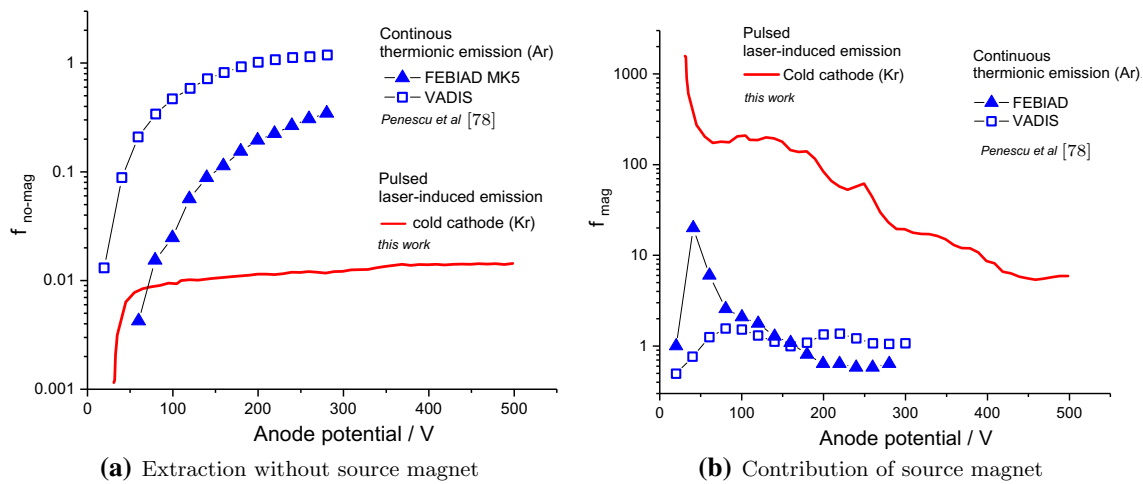 Continous
thermionic emission (Ar)
FEBIAD MK5
VADIS
Penescu et al [78]
Pulsed
laser-induced emission
cold cathode (Kr)
this work
1
0.1
0.01
0.001
f no-mag
0 100 200 300 400 500
Anode potential / V
(a) Extraction without source magnet
Pulsed
laser-induced emission
Cold cathode (Kr)
this work
Continuous
thermionic emission (Ar)
FEBIAD
VADIS
Penescu et al [78]
1000
100
10
1
f mag
0 100 200 300 400 500
Anode potential / V
(b) Contribution of source magnet